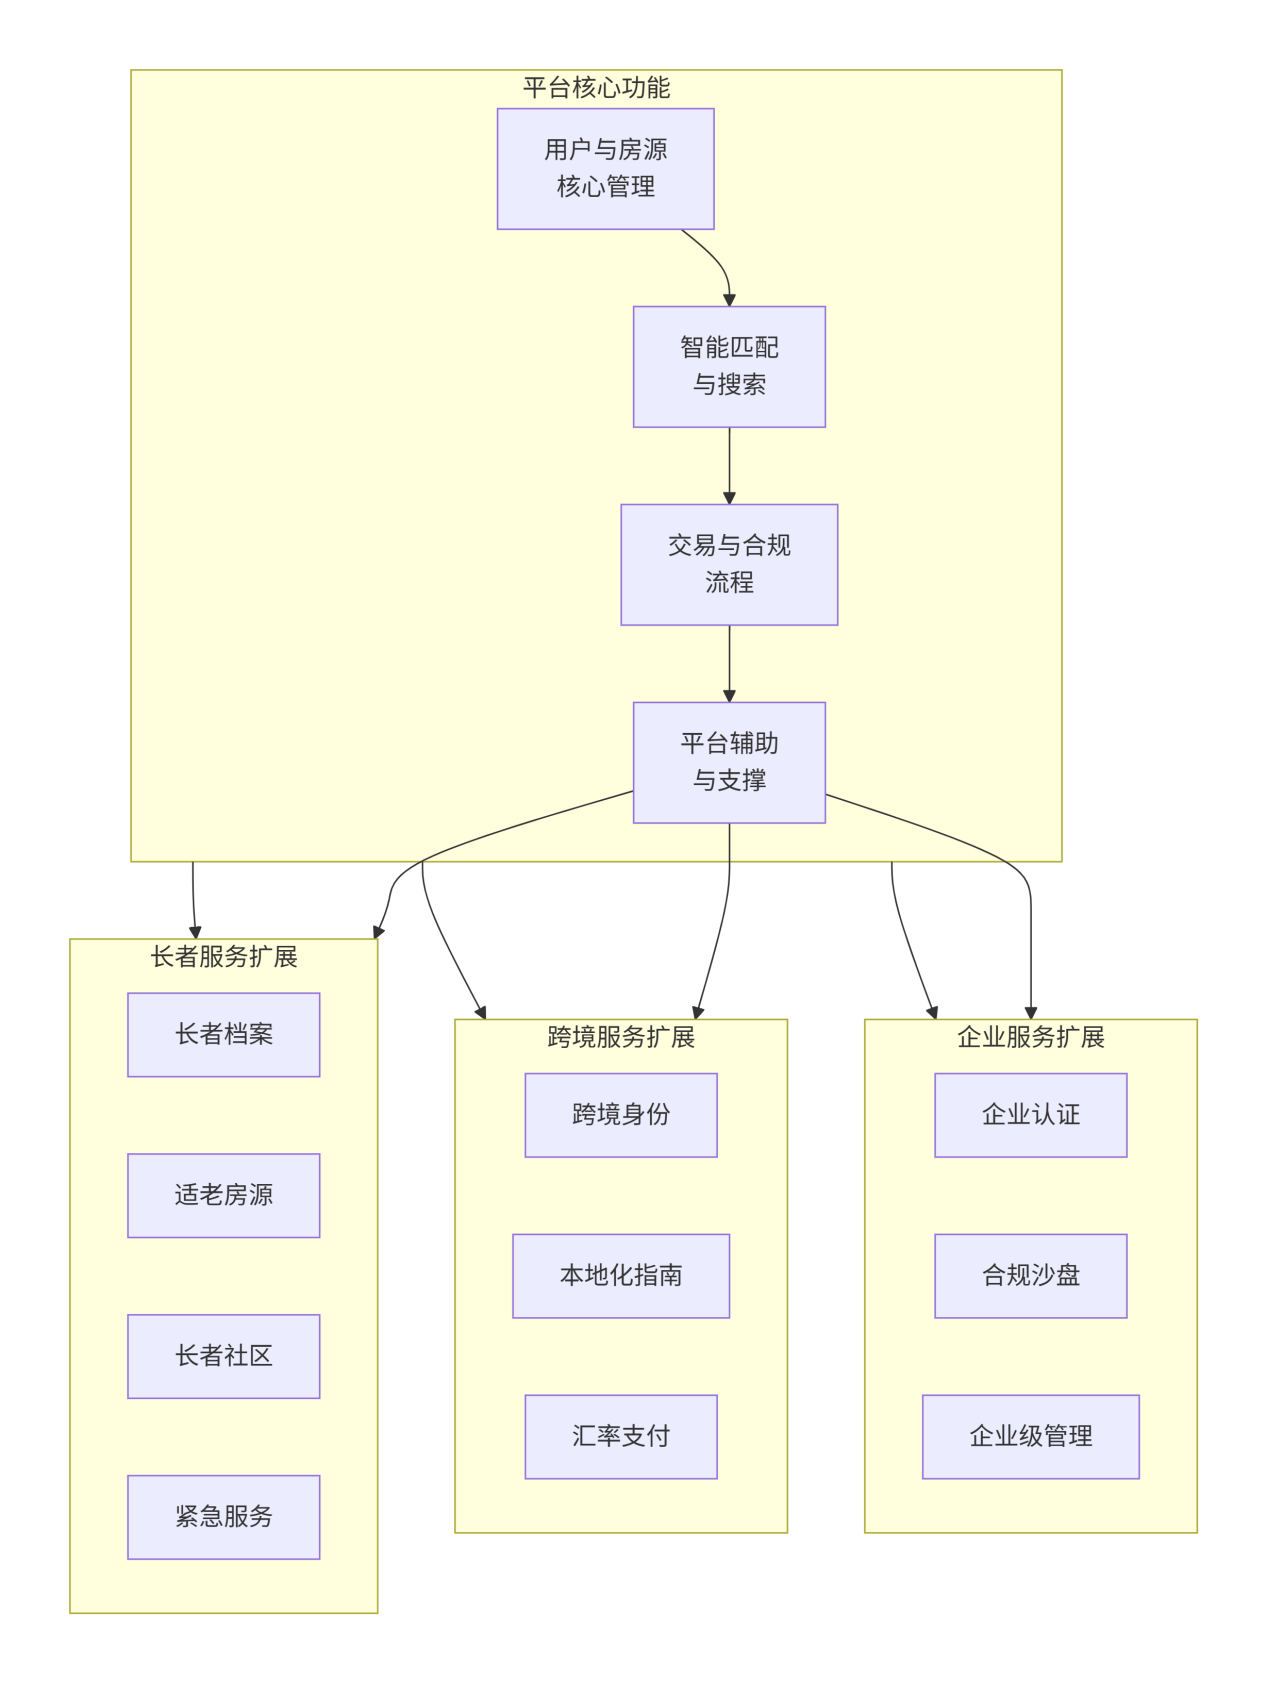 平台核心功能
用户与房源
核心管理
智能匹配
与搜索
交易与合规
流程
平台辅助
与支撑
长者服务扩展
长者档案
适老房源
长者社区
紧急服务
跨境服务扩展
跨境身份
本地化指南
汇率支付
企业服务扩展
企业认证
合规沙盘
企业级管理